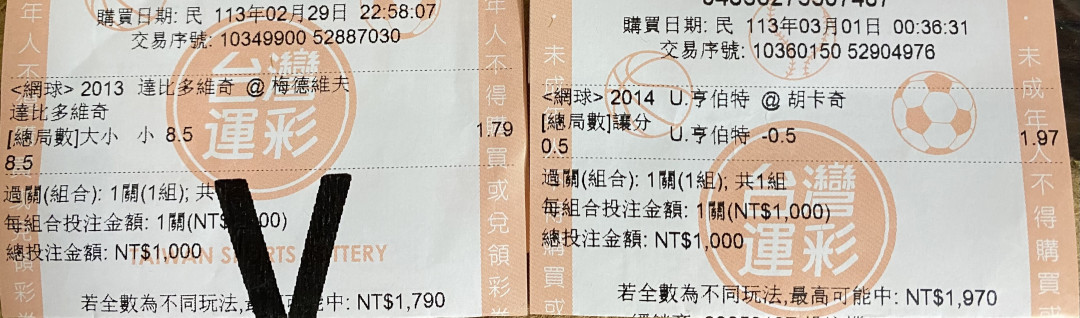 購買日期: 民 113年02月29日 22:58:07
交易序號: 10349900 52887030
台灣運彩
<網球> 2013 達比多維奇 @ 梅德維夫
達比多維奇
[總局數]大小 小 8.5 1.79
8.5
過關(組合): 1關(1組); 共
每組合投注金額: 1關(NT$ 00)
總投注金額: NT$1,000
TAIWAN S RTS TTERY
若全數為不同玩法, 可能中: NT$1,790
年人不得購買或兌領彩
購買日期: 民 113年03月01日 00:36:31
交易序號: 10360150 52904976
<網球> 2014 U.亨伯特 @ 胡卡奇
[總局數]讓分 U.亨伯特 -0.5 1.97
0.5
台灣運彩
過關(組合): 1關(1組); 共1組
每組合投注金額: 1關(NT$1,000)
總投注金額: NT$1,000
若全數為不同玩法,最高可能中: NT$1,970
未成年人不得購買或